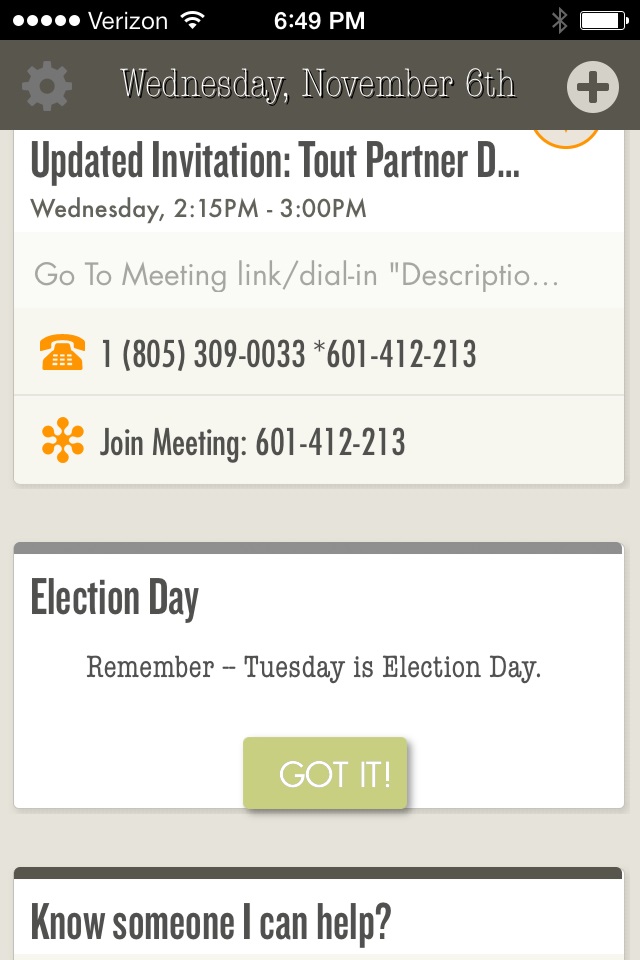 Verizon 6:49 PM
Wednesday, November 6th
Updated Invitation: Tout Partner D...
Wednesday, 2:15PM - 3:00PM
Go To Meeting link/dial-in "Descriptio...
1 (805) 309-0033 *601-412-213
Join Meeting: 601-412-213
Election Day
Remember -- Tuesday is Election Day.
GOT IT!
Know someone I can help?